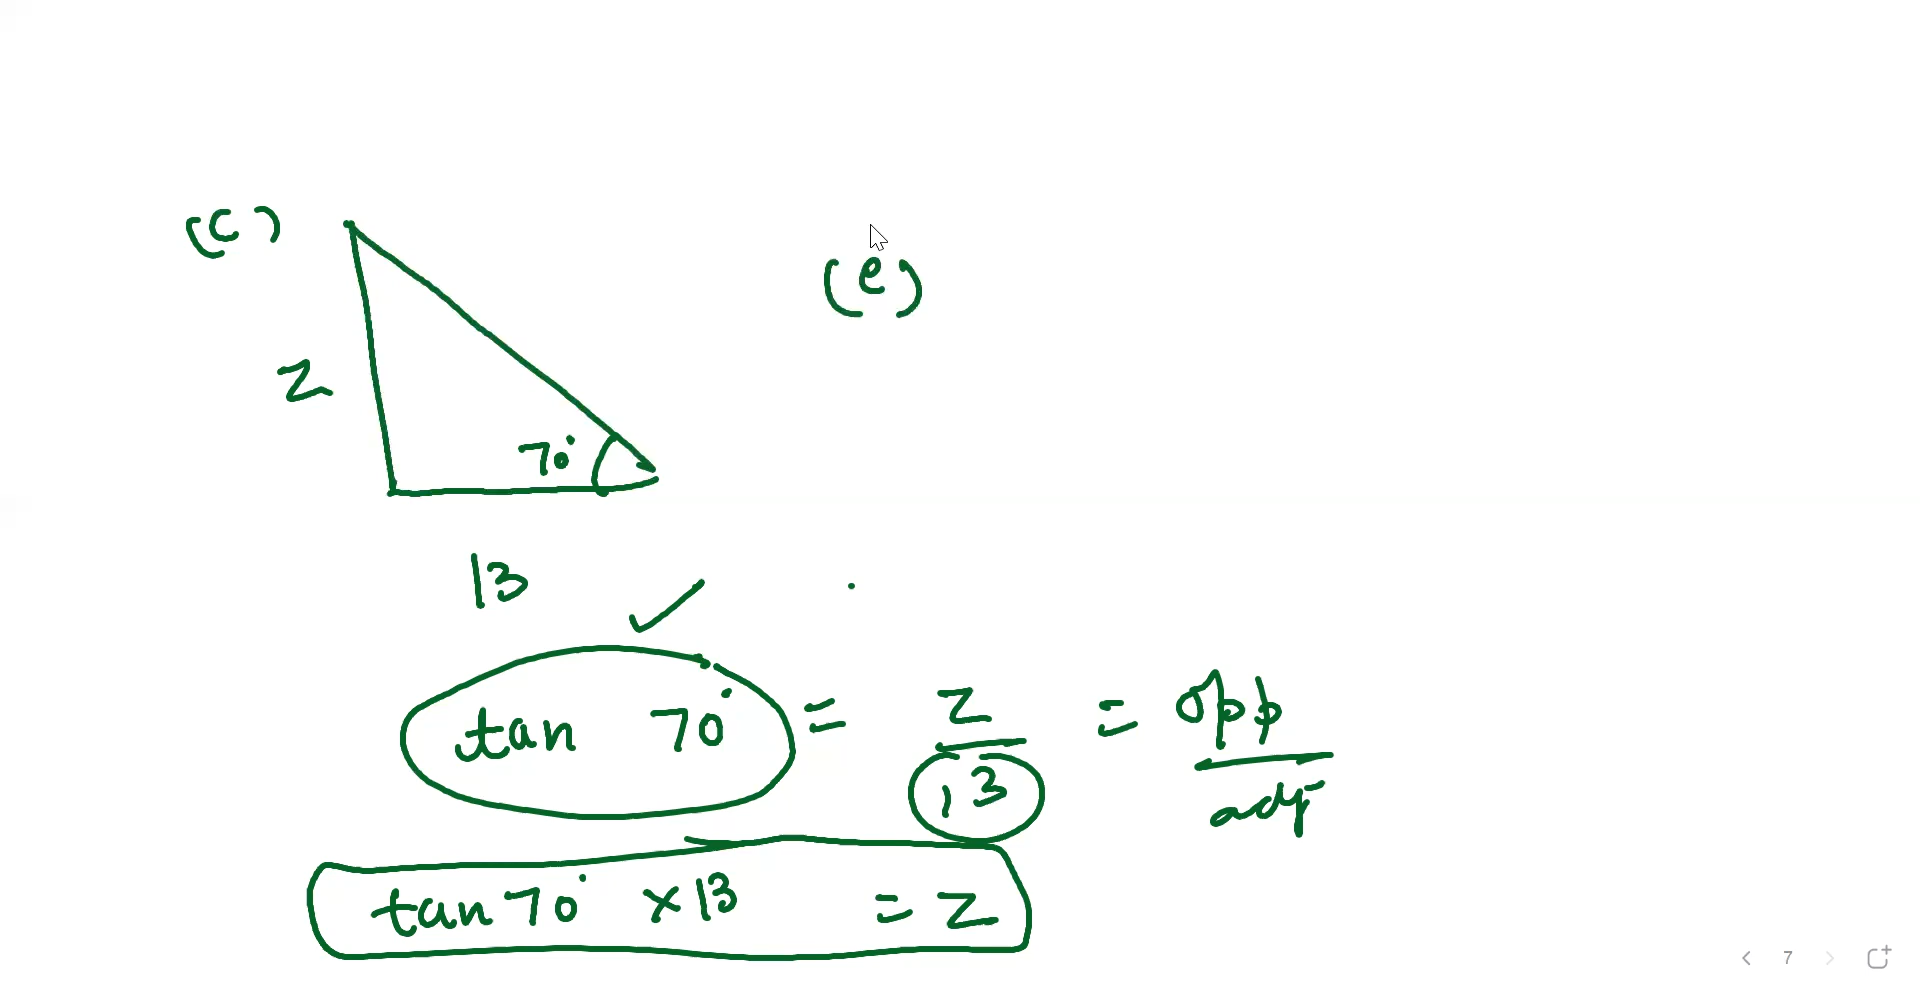 (c)
(e)
z
70°
13
tan 70° = z/13 = opp/adj
tan 70° × 13 = z
7